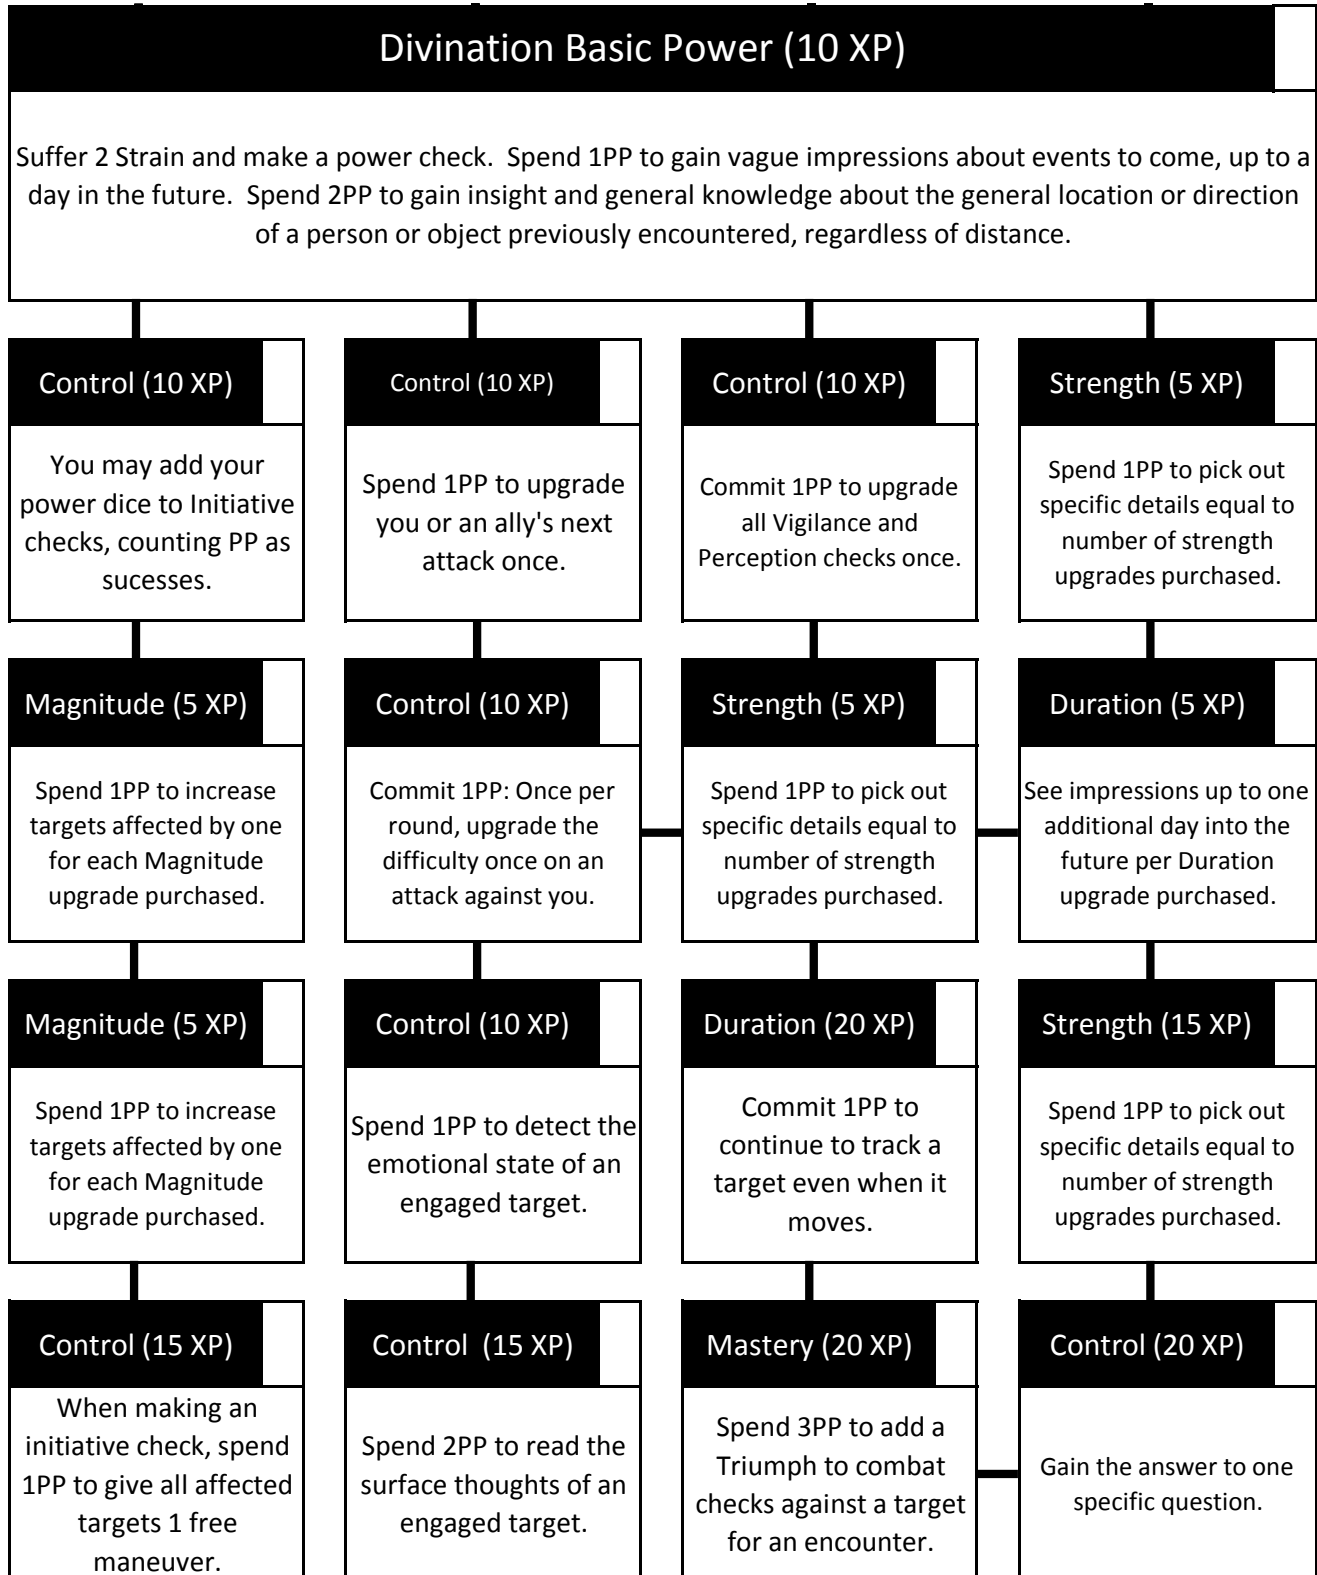 Divination Basic Power (10 XP)
Suffer 2 Strain and make a power check.  Spend 1PP to gain vague impressions about events to come, up to a
day in the future.  Spend 2PP to gain insight and general knowledge about the general location or direction
of a person or object previously encountered, regardless of distance.
Control (10 XP)
You may add your
power dice to Initiative
checks, counting PP as
sucesses.
Control (10 XP)
Spend 1PP to upgrade
you or an ally's next
attack once.
Control (10 XP)
Commit 1PP to upgrade
all Vigilance and
Perception checks once.
Strength (5 XP)
Spend 1PP to pick out
specific details equal to
number of strength
upgrades purchased.
Magnitude (5 XP)
Spend 1PP to increase
targets affected by one
for each Magnitude
upgrade purchased.
Control (10 XP)
Commit 1PP: Once per
round, upgrade the
difficulty once on an
attack against you.
Strength (5 XP)
Spend 1PP to pick out
specific details equal to
number of strength
upgrades purchased.
Duration (5 XP)
See impressions up to one
additional day into the
future per Duration
upgrade purchased.
Magnitude (5 XP)
Spend 1PP to increase
targets affected by one
for each Magnitude
upgrade purchased.
Control (10 XP)
Spend 1PP to detect the
emotional state of an
engaged target.
Duration (20 XP)
Commit 1PP to
continue to track a
target even when it
moves.
Strength (15 XP)
Spend 1PP to pick out
specific details equal to
number of strength
upgrades purchased.
Control (15 XP)
When making an
initiative check, spend
1PP to give all affected
targets 1 free
maneuver.
Control  (15 XP)
Spend 2PP to read the
surface thoughts of an
engaged target.
Mastery (20 XP)
Spend 3PP to add a
Triumph to combat
checks against a target
for an encounter.
Control (20 XP)
Gain the answer to one
specific question.